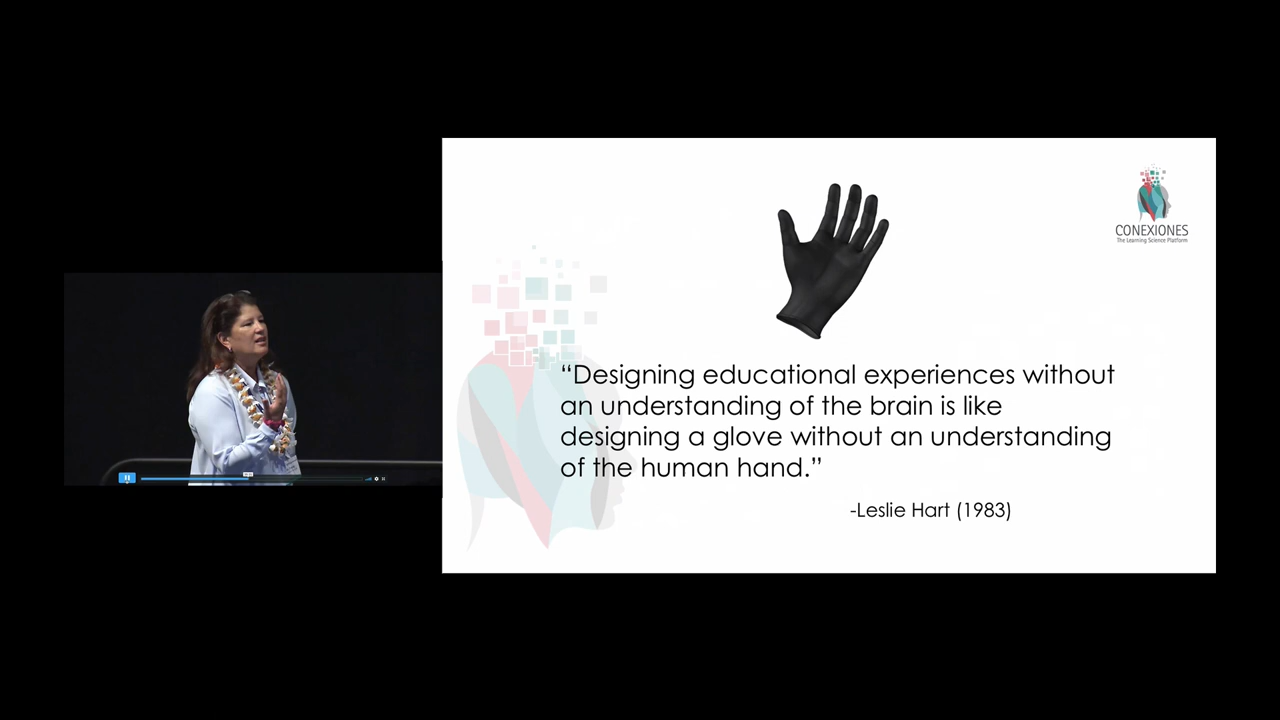 CONEXIONES
The Learning Science Platform
“Designing educational experiences without
an understanding of the brain is like
designing a glove without an understanding
of the human hand.”
-Leslie Hart (1983)